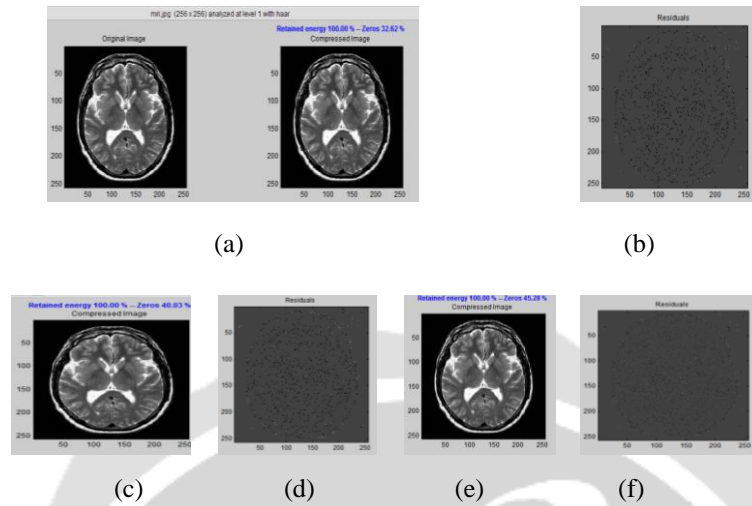 mri.jpg (256 x 256) analyzed at level 1 with haar
Retained energy 100.00 % -- Zeros 32.62 %
Original Image
Compressed Image
50
100
150
200
250
50 100 150 200 250
50
100
150
200
250
50 100 150 200 250
Residuals
50
100
150
200
250
50 100 150 200 250
(a)
(b)
Retained energy 100.00 % -- Zeros 40.03 %
Compressed Image
50
100
150
200
250
50 100 150 200 250
Residuals
50
100
150
200
250
50 100 150 200 250
Retained energy 100.00 % -- Zeros 45.28 %
Compressed Image
50
100
150
200
250
50 100 150 200 250
Residuals
50
100
150
200
250
50 100 150 200 250
(c)
(d)
(e)
(f)